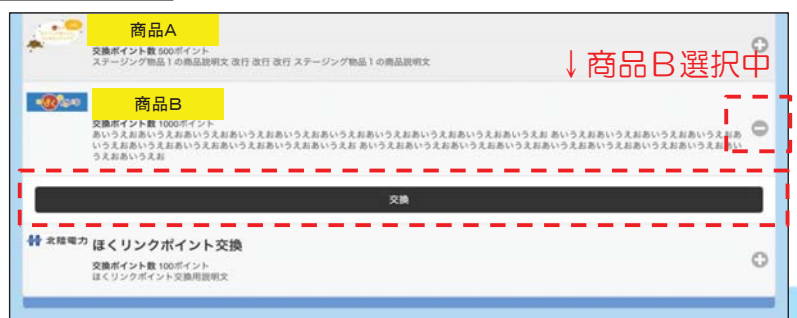 商品A
交換ポイント数 500ポイント
ステージング物品１の商品説明文 改行 改行 改行 ステージング物品１の商品説明文
↓商品B選択中
商品B
交換ポイント数 1000ポイント
あいうえおあいうえおあいうえおあいうえおあいうえおあいうえおあいうえおあいうえおあいうえお あいうえおあいうえおあいうえおあ
いうえおあいうえおあいうえおあいうえおあいうえお あいうえおあいうえおあいうえおあいうえおあいうえおあいうえおあいうえおあい
うえおあいうえお
交換
北陸電力
ほくリンクポイント交換
交換ポイント数 100ポイント
ほくリンクポイント交換用説明文